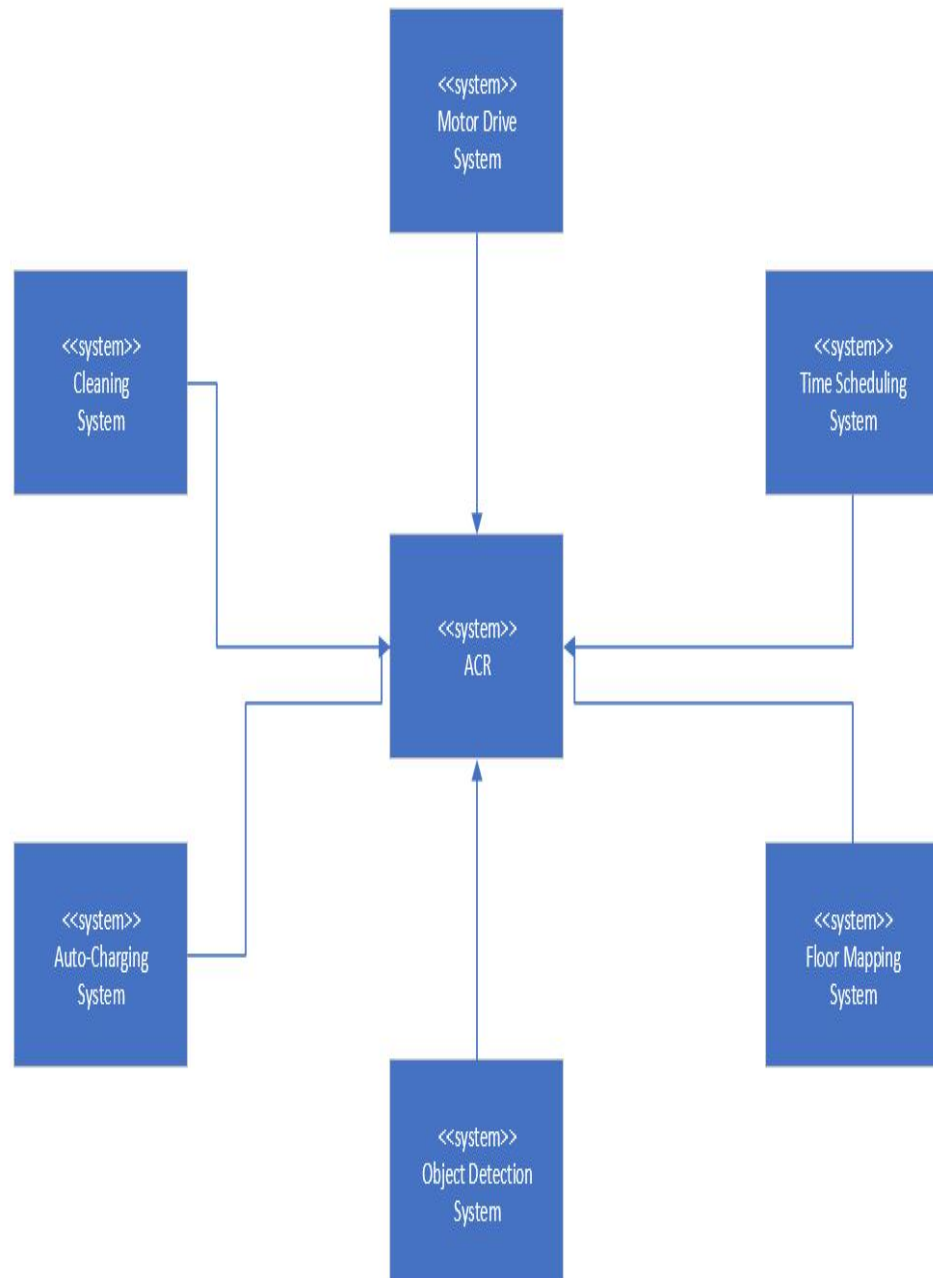 <<system>>
Motor Drive
System
<<system>>
Cleaning
System
<<system>>
Time Scheduling
System
<<system>>
ACR
<<system>>
Auto-Charging
System
<<system>>
Floor Mapping
System
<<system>>
Object Detection
System